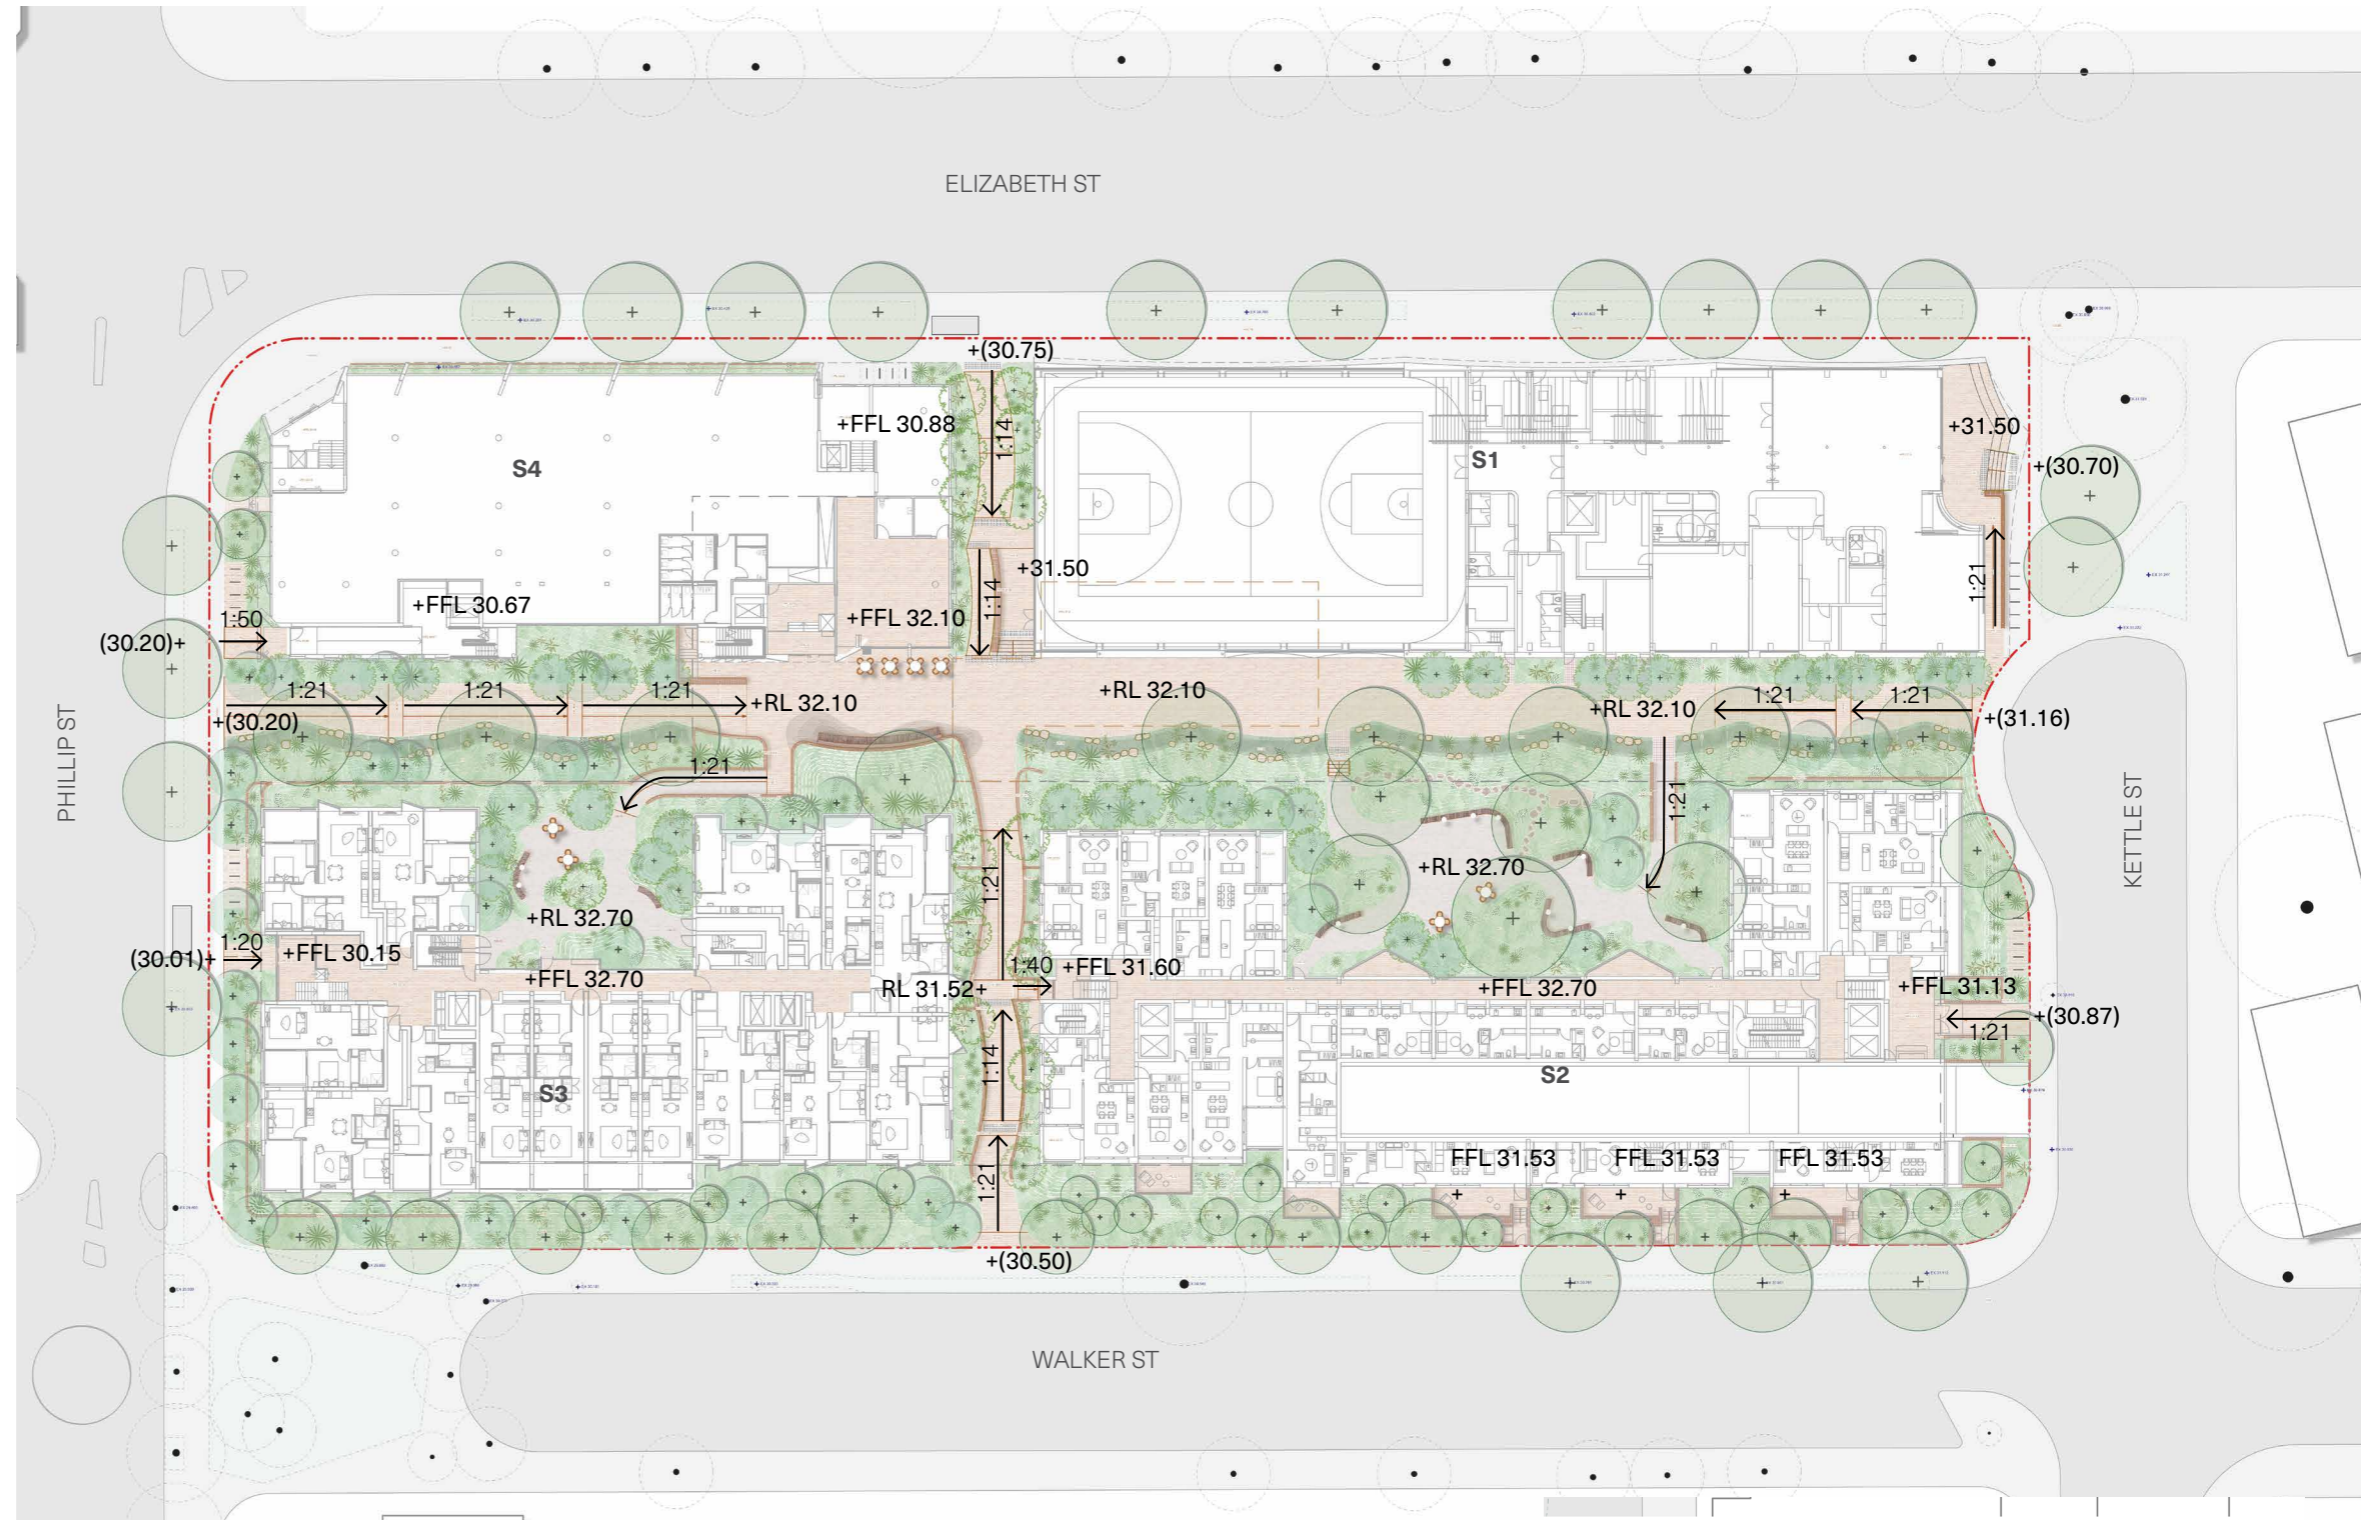 ELIZABETH ST
+(30.75)
+FFL 30.88
1:14
+31.50
S4
S1
+(30.70)
+31.50
1:14
1:21
+FFL 30.67
1:50
+FFL 32.10
(30.20)+
1:21
1:21
1:21
+RL 32.10
+RL 32.10
+RL 32.10
1:21
1:21
+(30.20)
+(31.16)
PHILLIP ST
1:21
1:21
KETTLE ST
+RL 32.70
1:21
+RL 32.70
1:20
(30.01)+
+FFL 30.15
+FFL 32.70
RL 31.52+
1:40
+FFL 31.60
+FFL 32.70
+FFL 31.13
+(30.87)
1:21
1:14
S3
S2
FFL 31.53
FFL 31.53
FFL 31.53
+
+
+
1:21
+(30.50)
WALKER ST